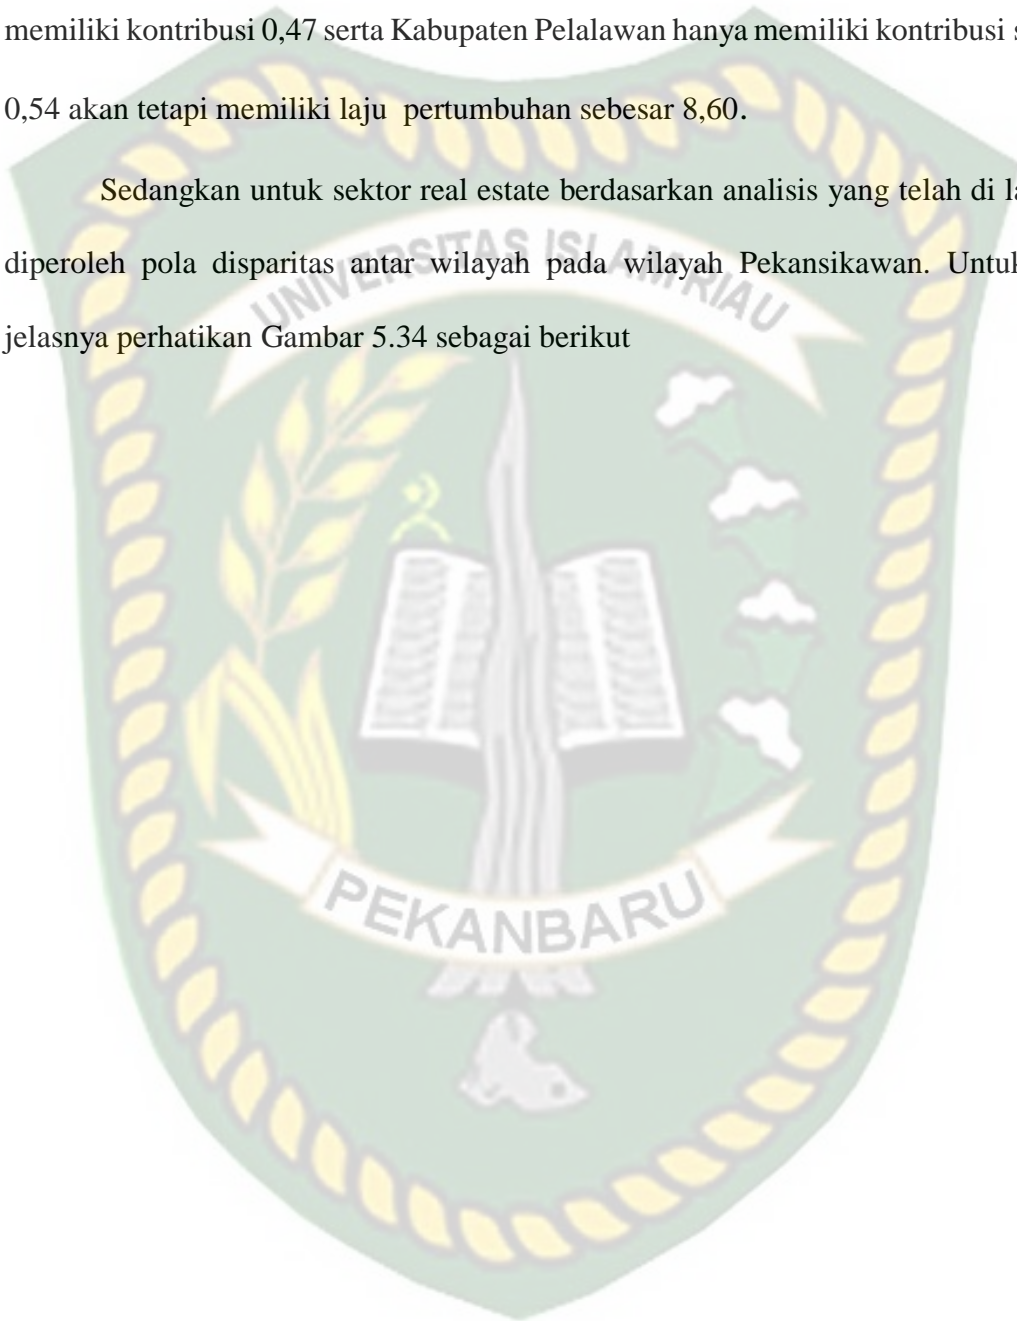 memiliki kontribusi 0,47 serta Kabupaten Pelalawan hanya memiliki kontribusi s
0,54 akan tetapi memiliki laju pertumbuhan sebesar 8,60.
Sedangkan untuk sektor real estate berdasarkan analisis yang telah di la
diperoleh pola disparitas antar wilayah pada wilayah Pekansikawan. Untuk
jelasnya perhatikan Gambar 5.34 sebagai berikut
UNIVERSITAS ISLAM RIAU
PEKANBARU